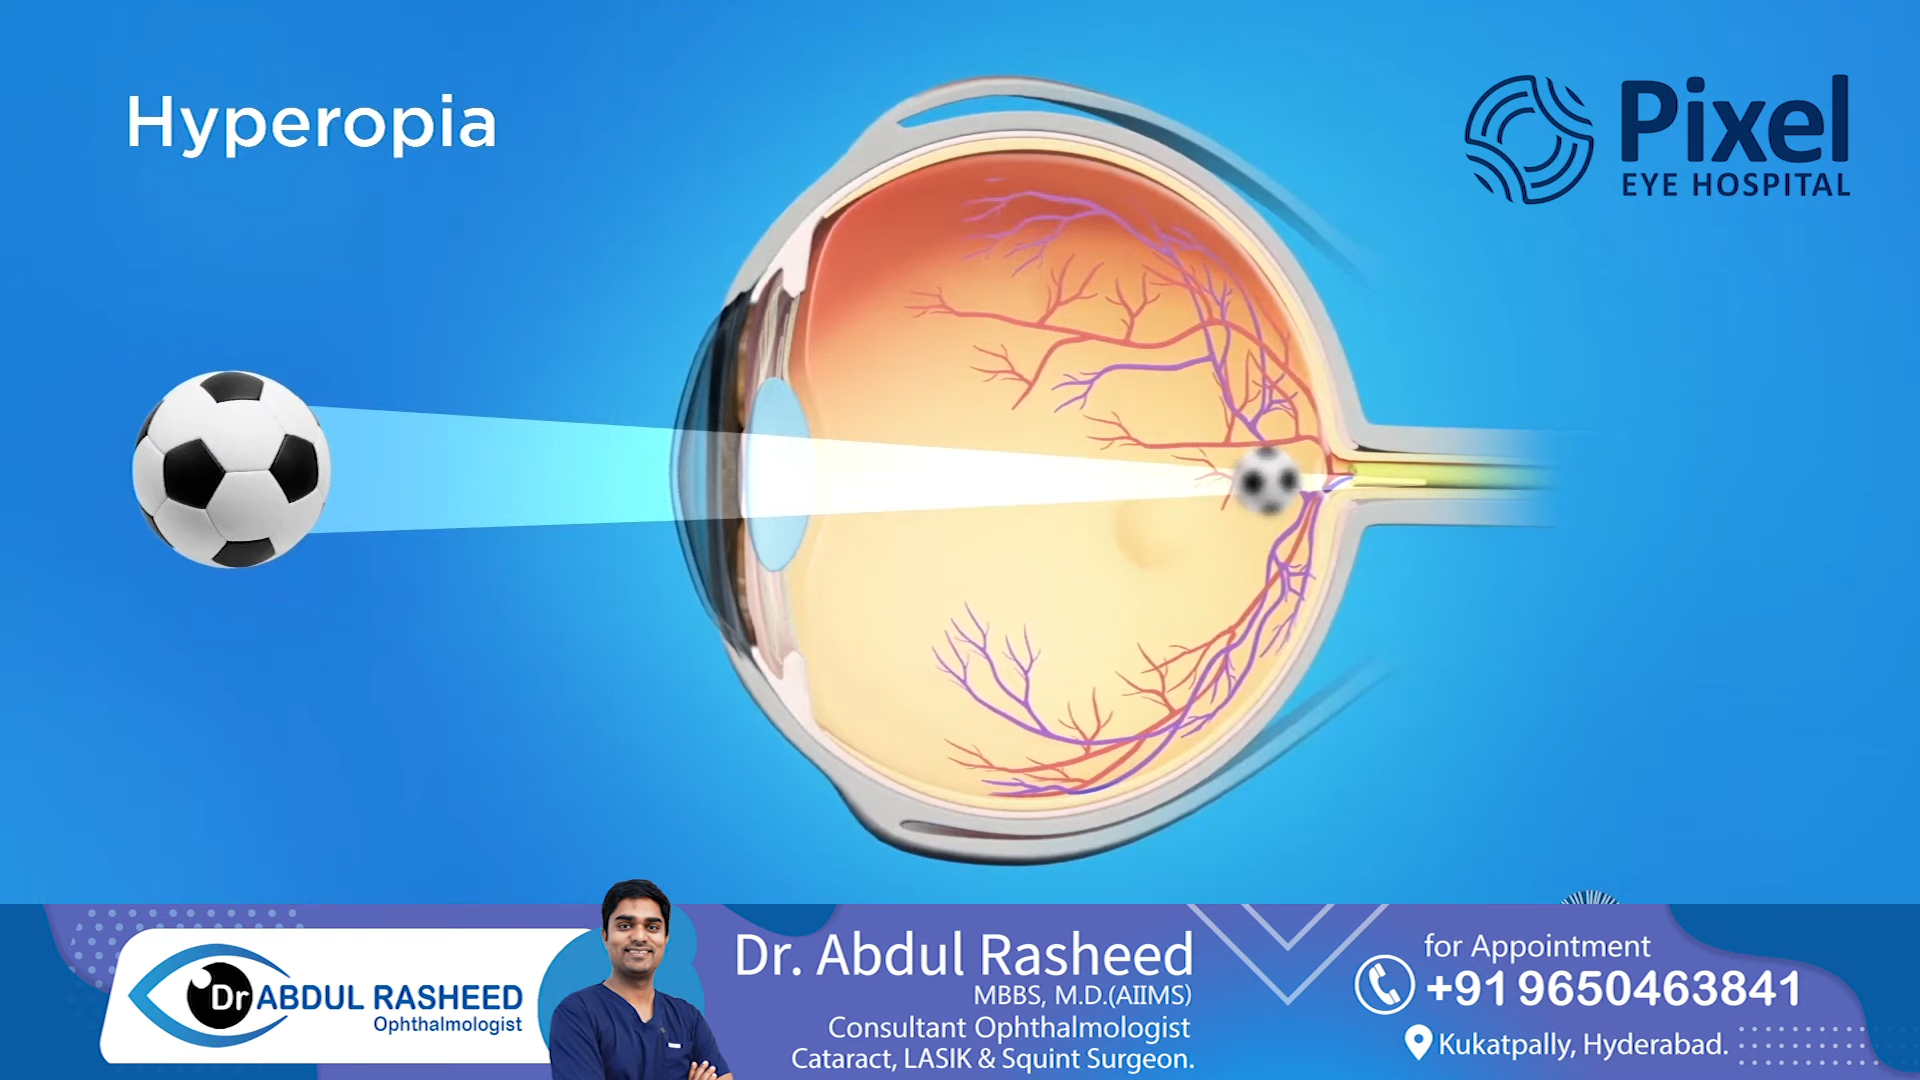 Hyperopia
Pixel
EYE HOSPITAL
Dr ABDUL RASHEED
Ophthalmologist
Dr. Abdul Rasheed
MBBS, M.D.(AIIMS)
Consultant Ophthalmologist
Cataract, LASIK & Squint Surgeon.
for Appointment
+91 9650463841
Kukatpally, Hyderabad.